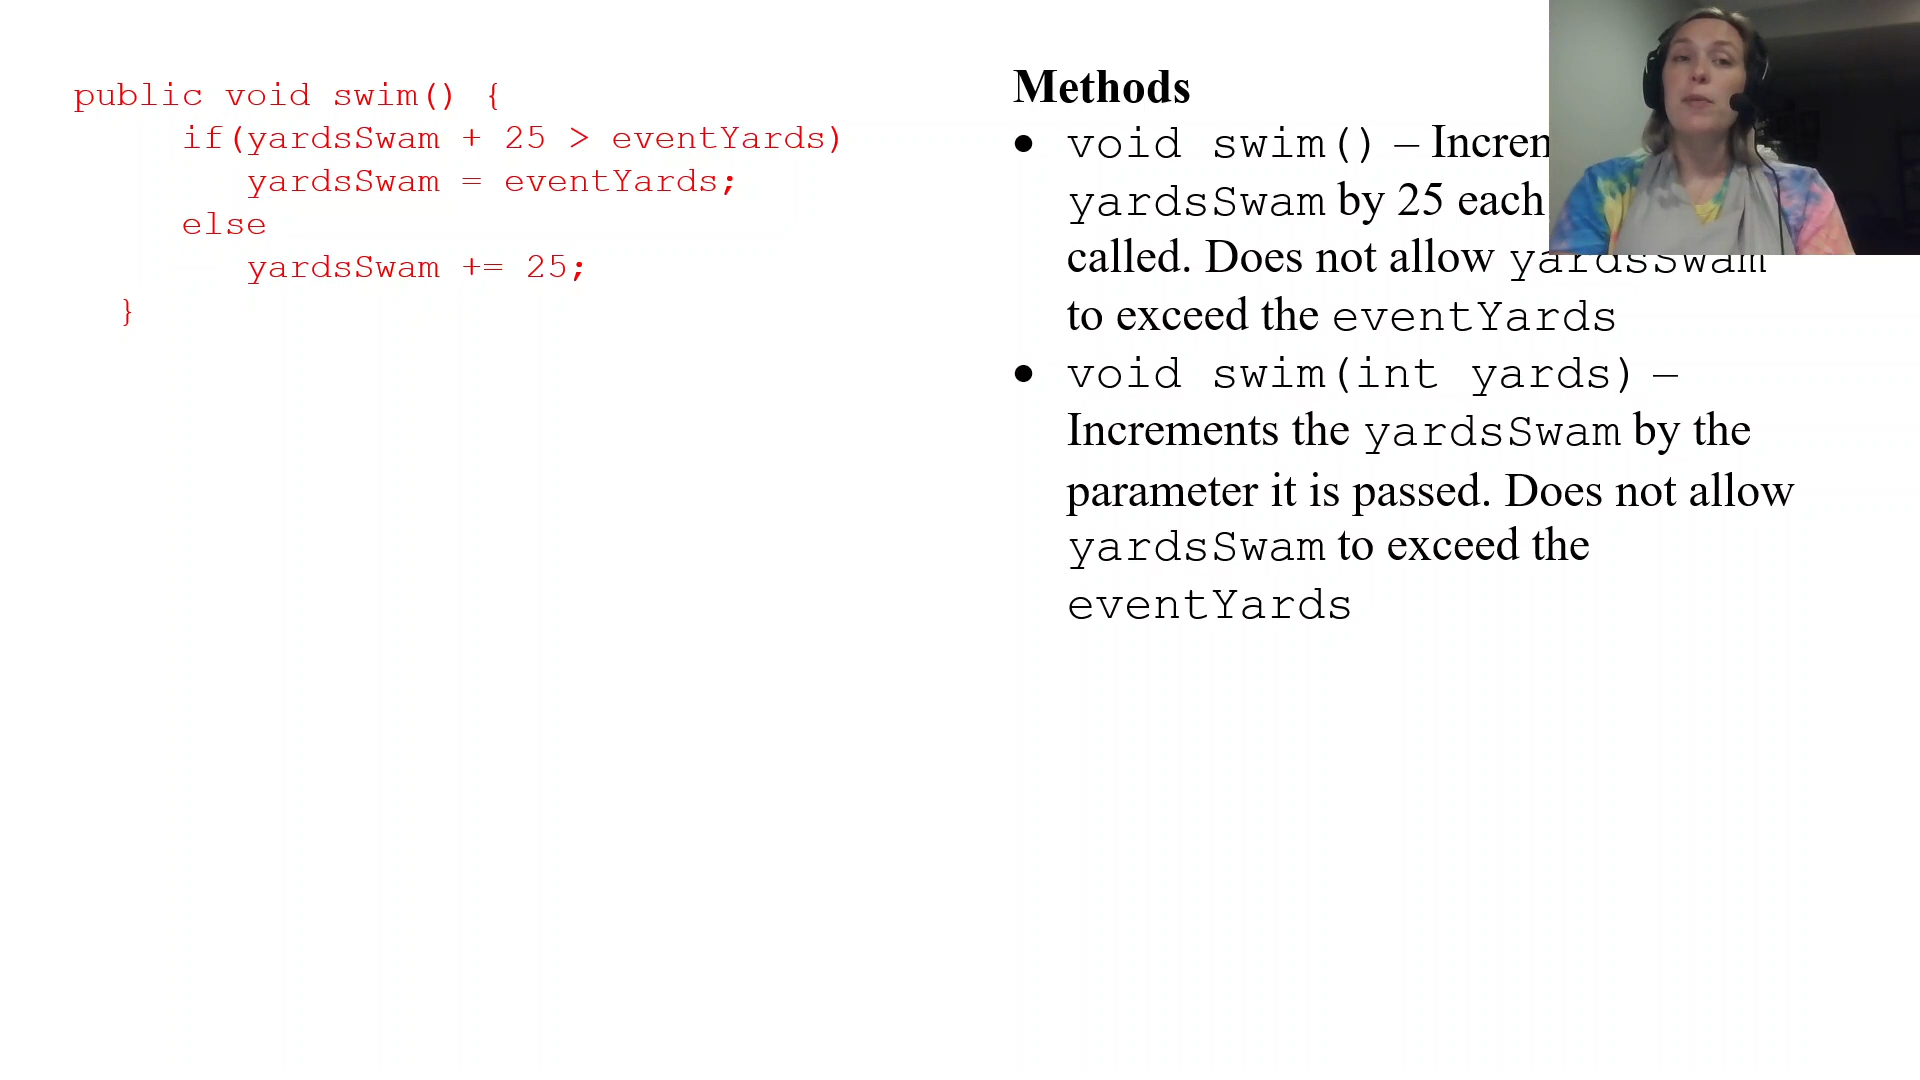 public void swim() {
if(yardsSwam + 25 > eventYards)
yardsSwam = eventYards;
else
yardsSwam += 25;
}
Methods
• void swim() –
yardsSwam by 25 each
called. Does not allow yardsSwam
to exceed the eventYards
• void swim(int yards) –
Increments the yardsSwam by the
parameter it is passed. Does not allow
yardsSwam to exceed the
eventYards